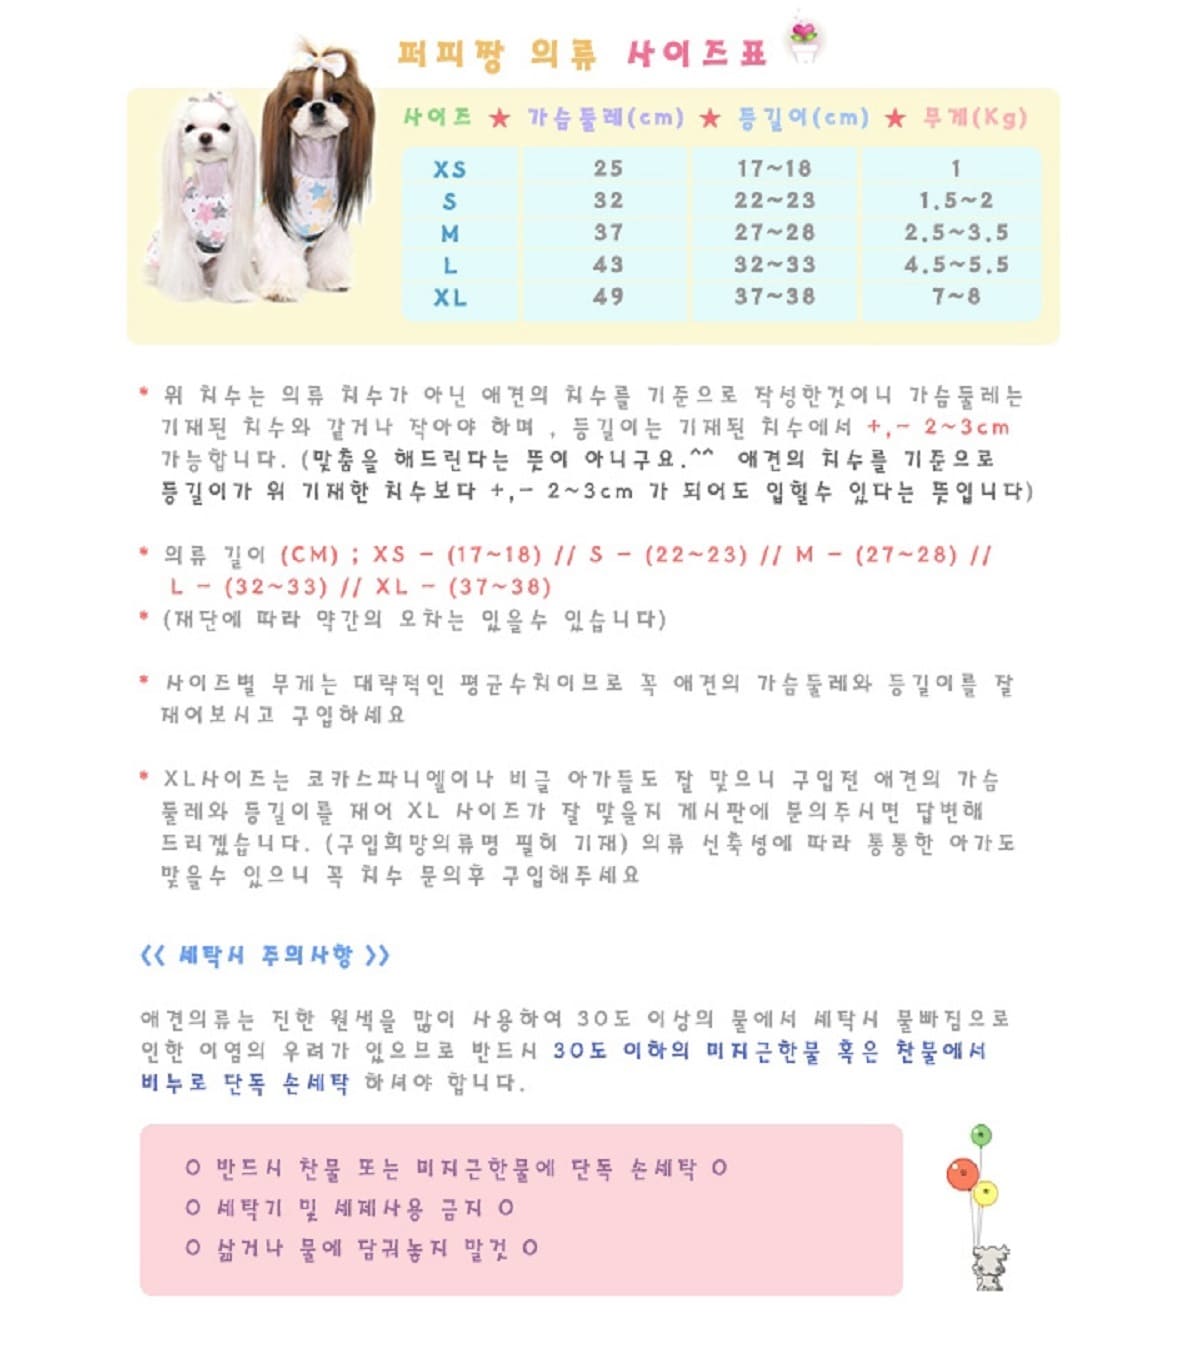 퍼피짱 의류 사이즈표
사이즈 ★ 가슴둘레(cm) ★ 등길이(cm) ★ 무게(Kg)
XS 25 17~18 1
S 32 22~23 1.5~2
M 37 27~28 2.5~3.5
L 43 32~33 4.5~5.5
XL 49 37~38 7~8
* 위 치수는 의류 치수가 아닌 애견의 치수를 기준으로 작성한것이니 가슴둘레는
기재된 치수와 같거나 작아야 하며 , 등길이는 기재된 치수에서 +,- 2~3cm
가능합니다. (맞춤을 해드린다는 뜻이 아니구요.^^ 애견의 치수를 기준으로
등길이가 위 기재한 치수보다 +,- 2~3cm 가 되어도 입힐수 있다는 뜻입니다)
* 의류 길이 (CM) ; XS - (17~18) // S - (22~23) // M - (27~28) //
L - (32~33) // XL - (37~38)
* (재단에 따라 약간의 오차는 있을수 있습니다)
* 사이즈별 무게는 대략적인 평균수치이므로 꼭 애견의 가슴둘레와 등길이를 잘
재어보시고 구입하세요
* XL사이즈는 코카스파니엘이나 비글 아가들도 잘 맞으니 구입전 애견의 가슴
둘레와 등길이를 재어 XL 사이즈가 잘 맞을지 게시판에 문의주시면 답변해
드리겠습니다. (구입희망의류명 필히 기재) 의류 신축성에 따라 통통한 아가도
맞을수 있으니 꼭 치수 문의후 구입해주세요
<< 세탁시 주의사항 >>
애견의류는 진한 원색을 많이 사용하여 30도 이상의 물에서 세탁시 물빠짐으로
인한 이염의 우려가 있으므로 반드시 30도 이하의 미지근한물 혹은 찬물에서
비누로 단독 손세탁 하셔야 합니다.
O 반드시 찬물 또는 미지근한물에 단독 손세탁 O
O 세탁기 및 세제사용 금지 O
O 삶거나 물에 담궈놓지 말것 O